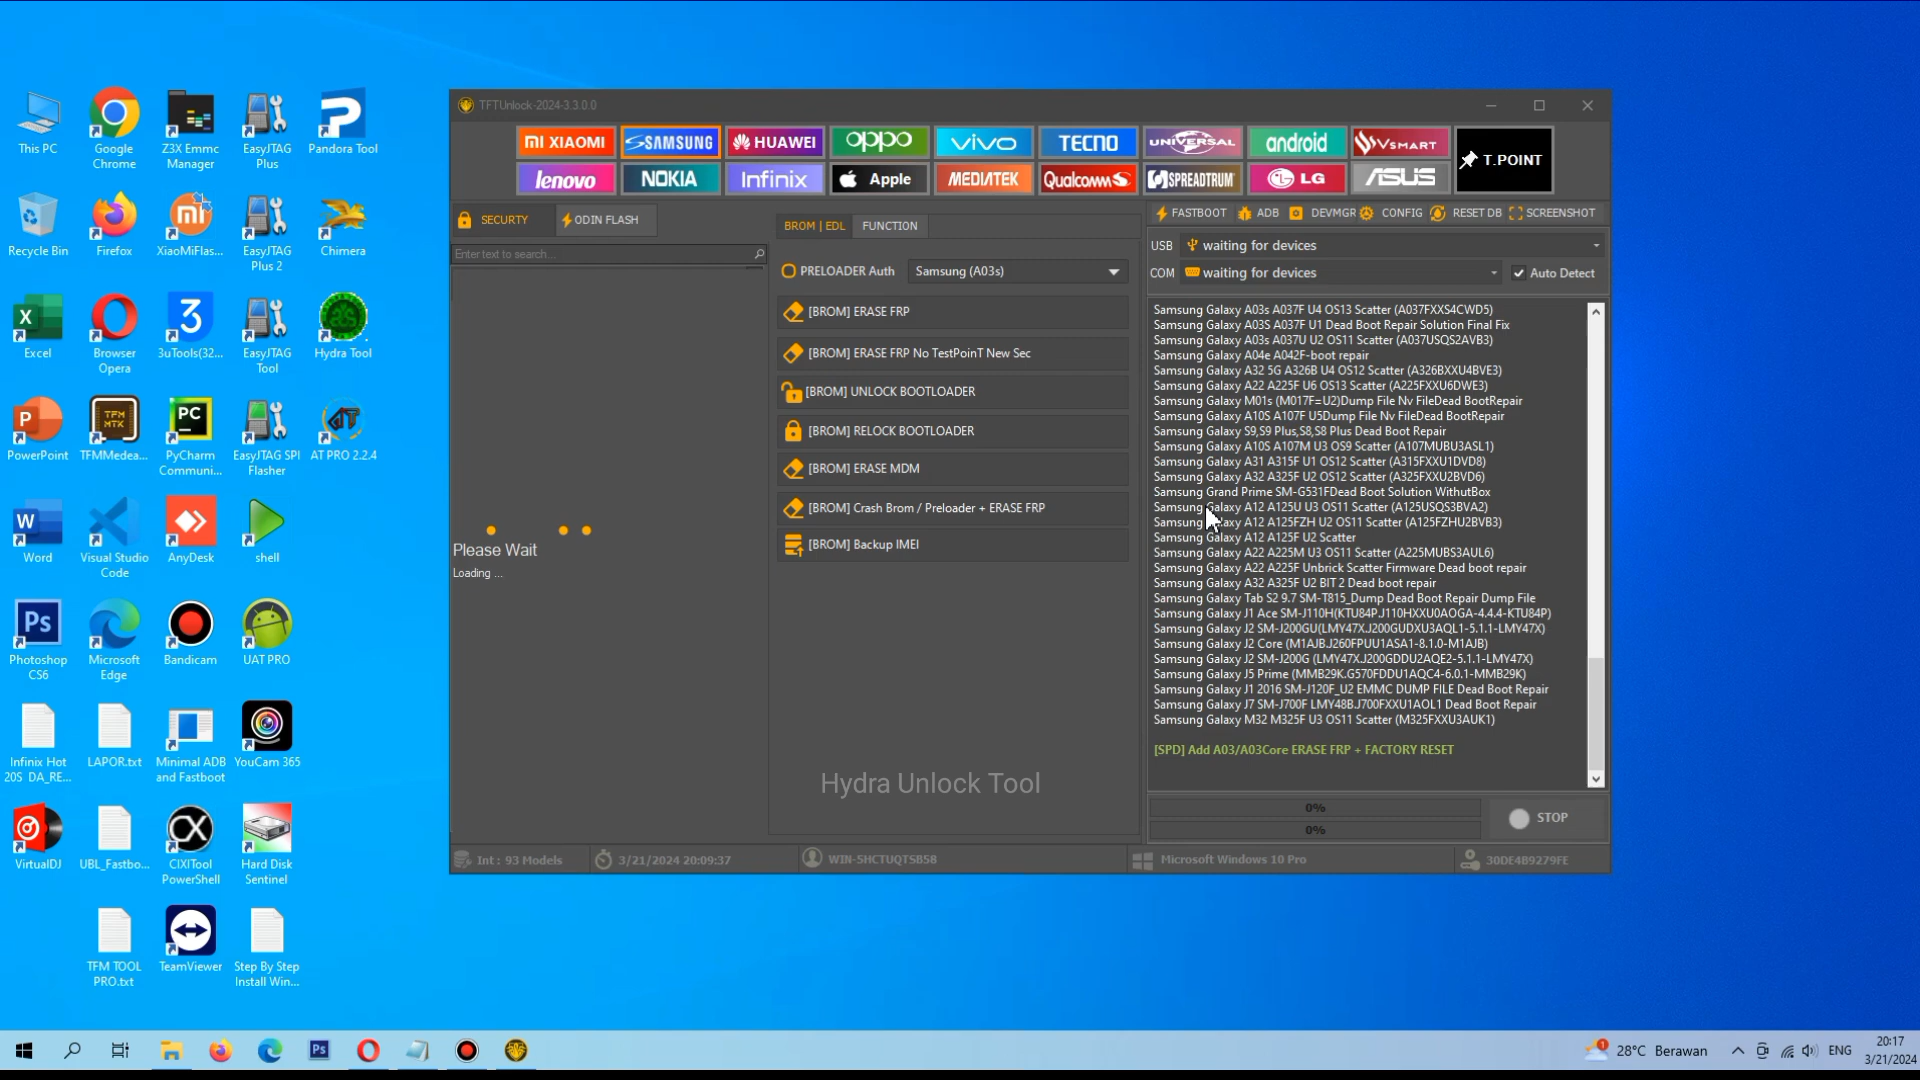 This PC
Google Chrome
Z3X Emmc Manager
EasyJTAG Plus
Pandora Tool
Recycle Bin
Firefox
XiaoMiFlas...
EasyJTAG Plus 2
Chimera
Excel
Browser Opera
3uTools(32...
EasyJTAG Tool
Hydra Tool
PowerPoint
TFMMedea...
PyCharm Communi...
EasyJTAG SPI Flasher
AT PRO 2.2.4
Word
Visual Studio Code
AnyDesk
shell
Photoshop CS6
Microsoft Edge
Bandicam
UAT PRO
Infinix Hot 20S DA_RE...
LAPOR.txt
Minimal ADB and Fastboot
YouCam 365
VirtualDJ
UBL_Fastbo...
CIXITool PowerShell
Hard Disk Sentinel
TFM TOOL PRO.txt
TeamViewer
Step By Step Install Win...
TFTUnlock-2024-3.3.0.0
MI XIAOMI SAMSUNG HUAWEI oppo vivo TECNO UNIVERSAL android VSMART T.POINT
lenovo NOKIA Infinix Apple MEDIATEK Qualcomm SPREADTRUM LG ASUS
SECURTY ODIN FLASH
Enter text to search...
Please Wait
Loading ...
BROM | EDL FUNCTION
PRELOADER Auth Samsung (A03s)
[BROM] ERASE FRP
[BROM] ERASE FRP No TestPoinT New Sec
[BROM] UNLOCK BOOTLOADER
[BROM] RELOCK BOOTLOADER
[BROM] ERASE MDM
[BROM] Crash Brom / Preloader + ERASE FRP
[BROM] Backup IMEI
Hydra Unlock Tool
FASTBOOT ADB DEVMGR CONFIG RESET DB SCREENSHOT
USB waiting for devices
COM waiting for devices Auto Detect
Samsung Galaxy A03s A037F U4 OS13 Scatter (A037FXXS4CWD5)
Samsung Galaxy A03S A037F U1 Dead Boot Repair Solution Final Fix
Samsung Galaxy A03s A037U U2 OS11 Scatter (A037USQS2AVB3)
Samsung Galaxy A04e A042F-boot repair
Samsung Galaxy A32 5G A326B U4 OS12 Scatter (A326BXXU4BVE3)
Samsung Galaxy A22 A225F U6 OS13 Scatter (A225FXXU6DWE3)
Samsung Galaxy M01s (M017F=U2)Dump File Nv FileDead BootRepair
Samsung Galaxy A10S A107F U5Dump File Nv FileDead BootRepair
Samsung Galaxy S9,S9 Plus,S8,S8 Plus Dead Boot Repair
Samsung Galaxy A10S A107M U3 OS9 Scatter (A107MUBU3ASL1)
Samsung Galaxy A31 A315F U1 OS12 Scatter (A315FXXU1DVD8)
Samsung Galaxy A32 A325F U2 OS12 Scatter (A325FXXU2BVD6)
Samsung Grand Prime SM-G531FDead Boot Solution WithutBox
Samsung Galaxy A12 A125U U3 OS11 Scatter (A125USQS3BVA2)
Samsung Galaxy A12 A125FZH U2 OS11 Scatter (A125FZHU2BVB3)
Samsung Galaxy A12 A125F U2 Scatter
Samsung Galaxy A22 A225M U3 OS11 Scatter (A225MUBS3AUL6)
Samsung Galaxy A22 A225F Unbrick Scatter Firmware Dead boot repair
Samsung Galaxy A32 A325F U2 BIT 2 Dead boot repair
Samsung Galaxy Tab S2 9.7 SM-T815_Dump Dead Boot Repair Dump File
Samsung Galaxy J1 Ace SM-J110H(KTU84P.J110HXXU0AOGA-4.4.4-KTU84P)
Samsung Galaxy J2 SM-J200GU(LMY47X.J200GUDXU3AQL1-5.1.1-LMY47X)
Samsung Galaxy J2 Core (M1AJB.J260FPUU1ASA1-8.1.0-M1AJB)
Samsung Galaxy J2 SM-J200G (LMY47X.J200GDDU2AQE2-5.1.1-LMY47X)
Samsung Galaxy J5 Prime (MMB29K.G570FDDU1AQC4-6.0.1-MMB29K)
Samsung Galaxy J1 2016 SM-J120F_U2 EMMC DUMP FILE Dead Boot Repair
Samsung Galaxy J7 SM-J700F LMY48B.J700FXXU1AOL1 Dead Boot Repair
Samsung Galaxy M32 M325F U3 OS11 Scatter (M325FXXU3AUK1)
[SPD] Add A03/A03Core ERASE FRP + FACTORY RESET
0%
0%
STOP
Int : 93 Models 3/21/2024 20:09:37 WIN-5HCTUQTSB58 Microsoft Windows 10 Pro 30DE4B9279FE
28°C Berawan ENG 20:17
3/21/2024